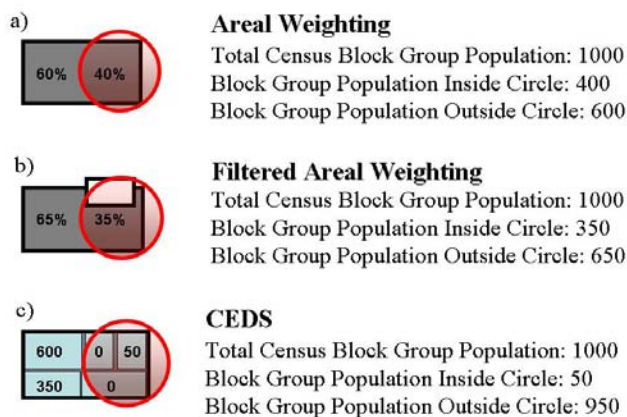 a)
Areal Weighting
60% 40%
Total Census Block Group Population: 1000
Block Group Population Inside Circle: 400
Block Group Population Outside Circle: 600
b)
Filtered Areal Weighting
65% 35%
Total Census Block Group Population: 1000
Block Group Population Inside Circle: 350
Block Group Population Outside Circle: 650
c)
CEDS
600 0 50
350 0
Total Census Block Group Population: 1000
Block Group Population Inside Circle: 50
Block Group Population Outside Circle: 950